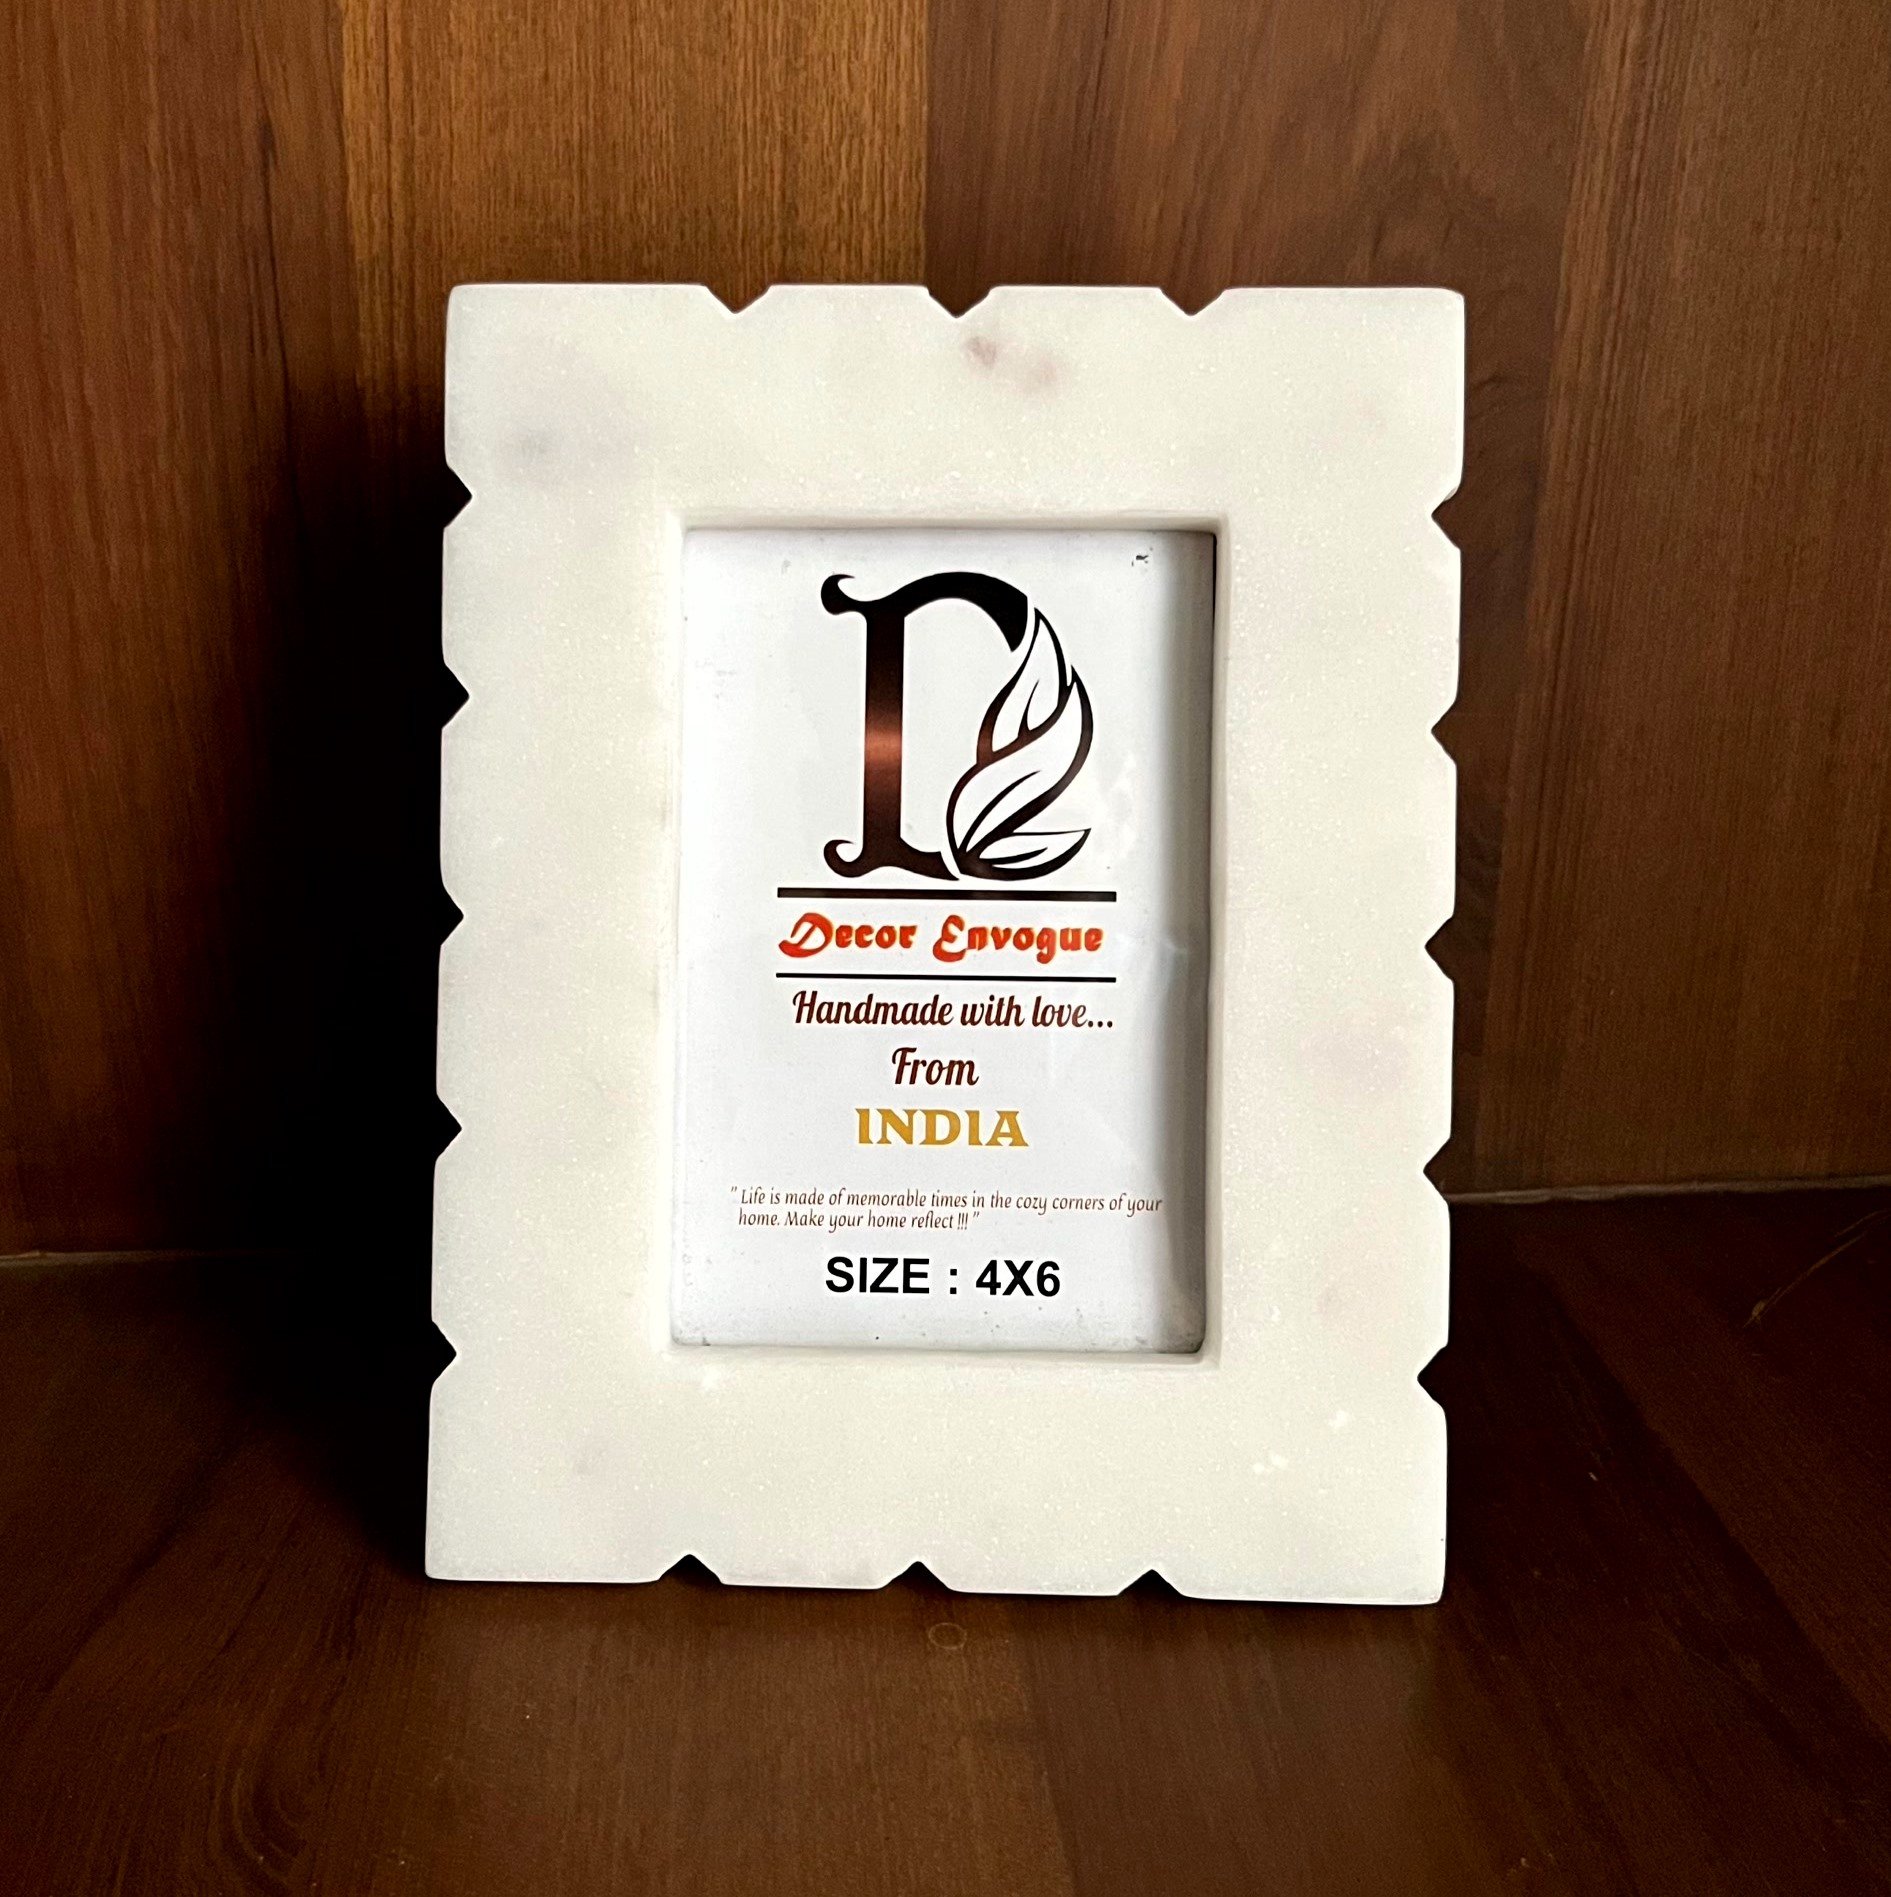 D
Decor Envogue
Handmade with love...
From
INDIA
" Life is made of memorable times in the cozy corners of your
home. Make your home reflect !!! "
SIZE : 4X6